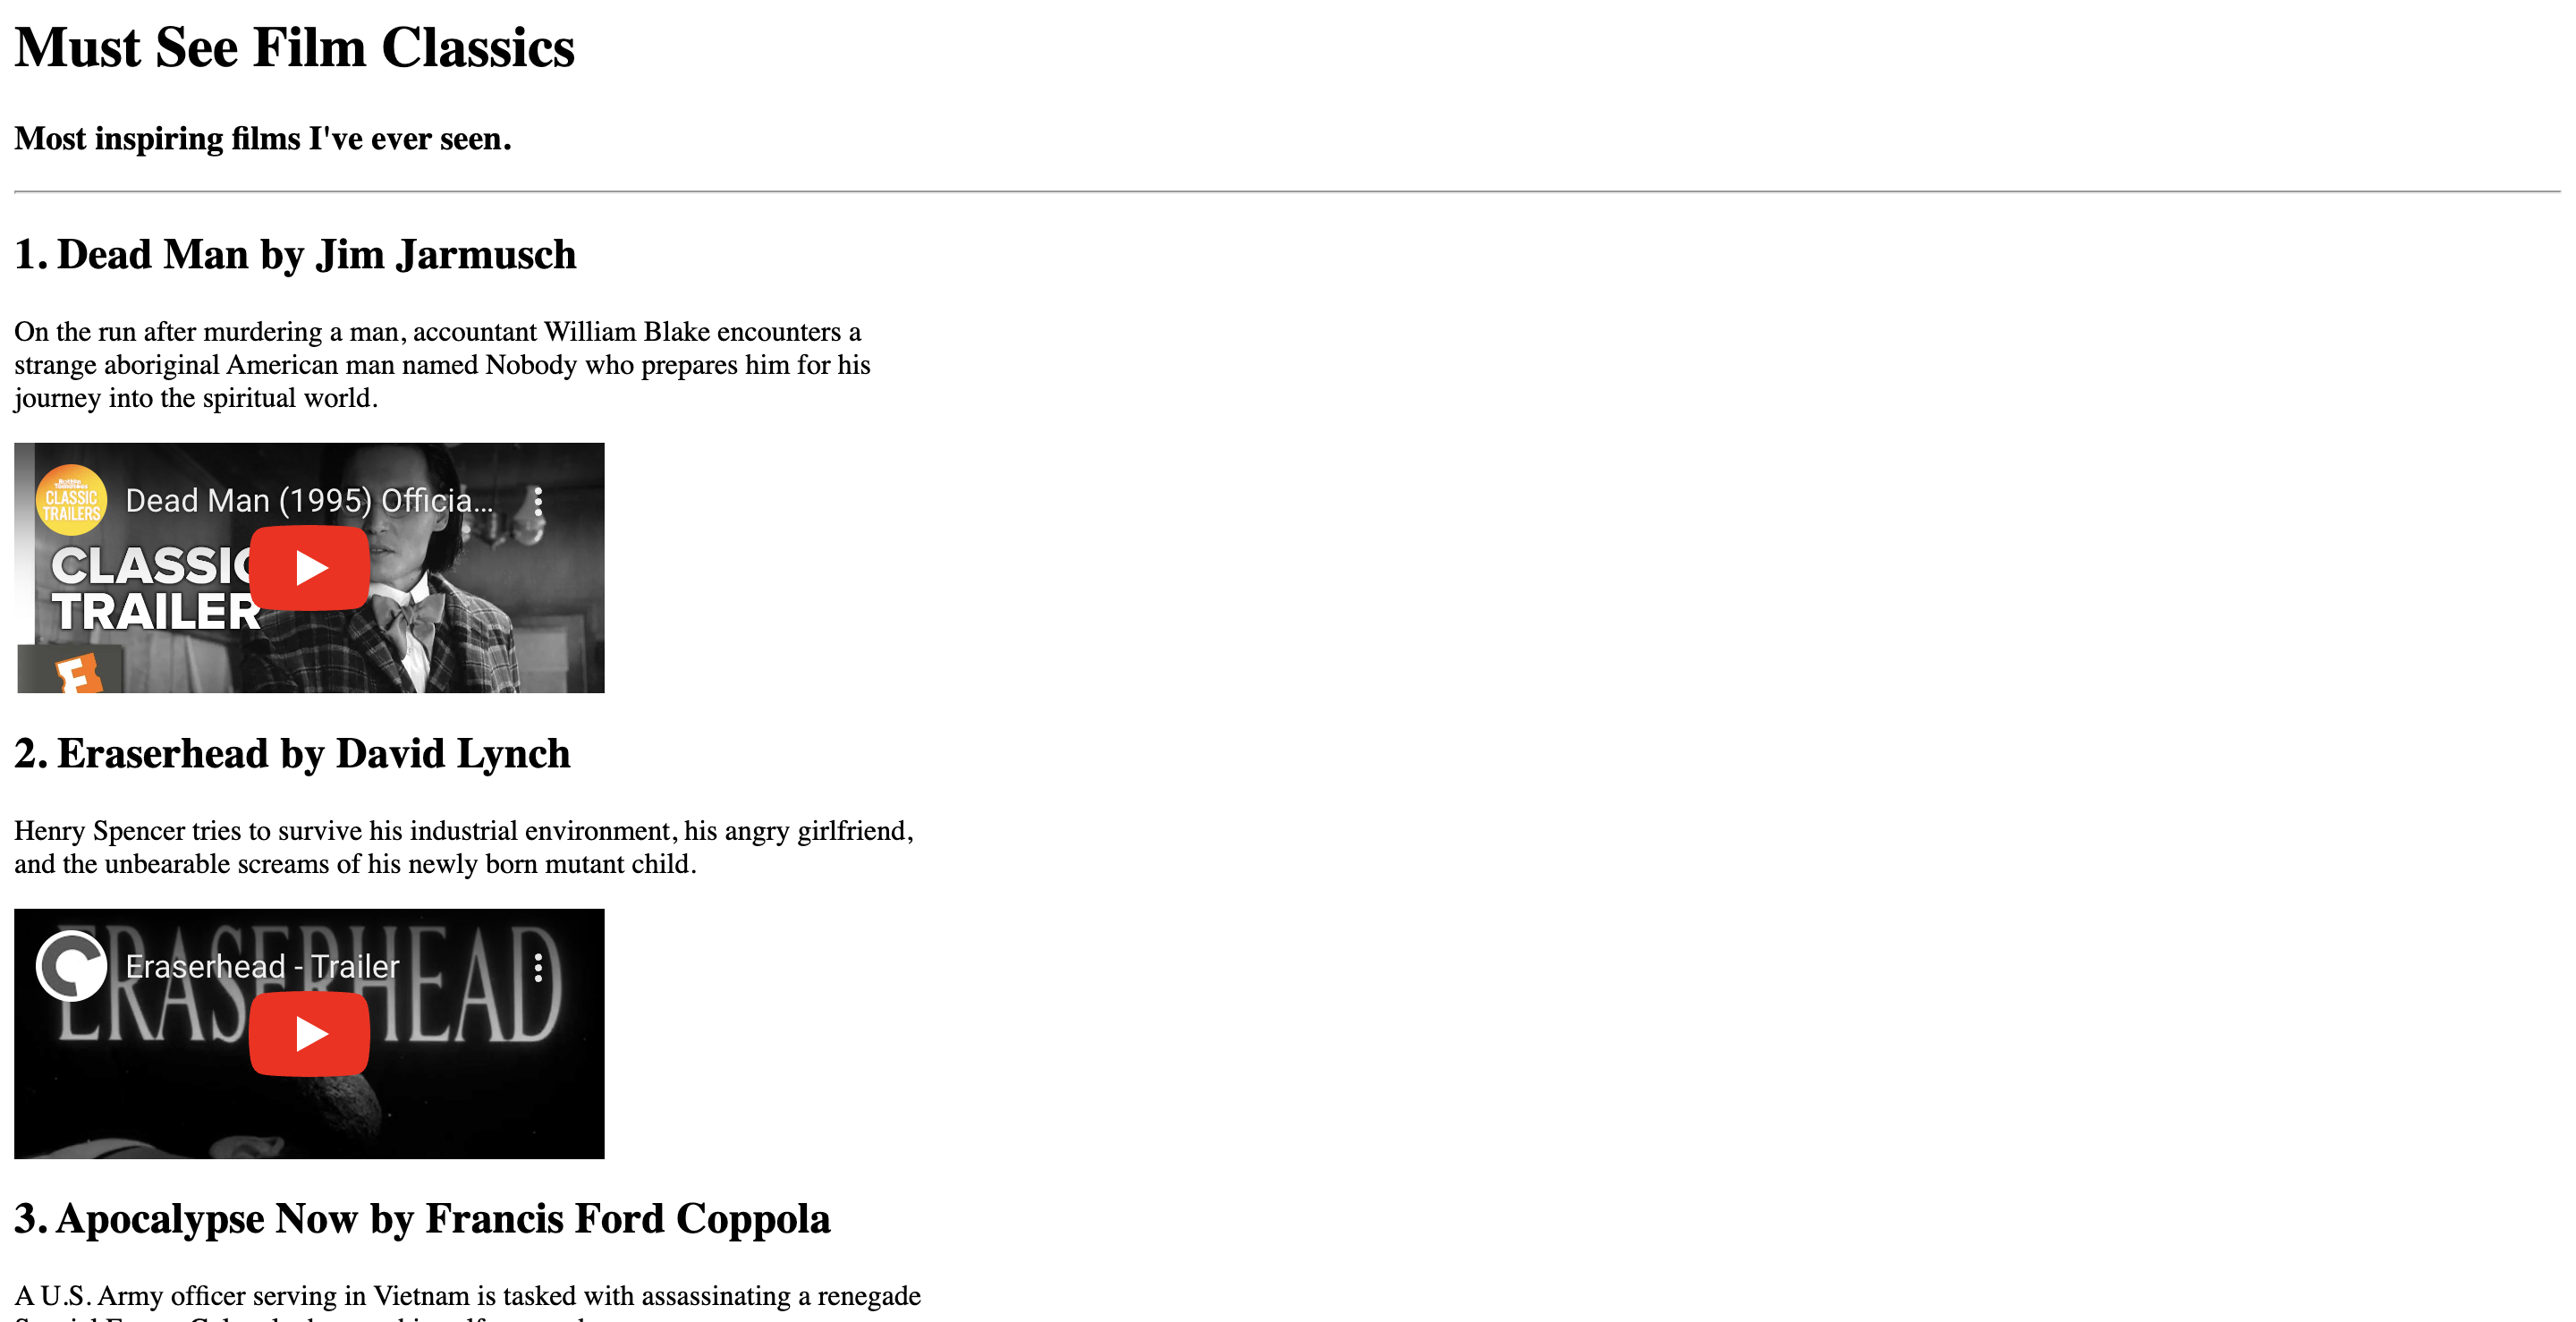 Must See Film Classics
Most inspiring films I've ever seen.
1. Dead Man by Jim Jarmusch
On the run after murdering a man, accountant William Blake encounters a
strange aboriginal American man named Nobody who prepares him for his
journey into the spiritual world.
CLASSIC
TRAILERS
Dead Man (1995) Officia...
CLASSIC
TRAILER
F
2. Eraserhead by David Lynch
Henry Spencer tries to survive his industrial environment, his angry girlfriend,
and the unbearable screams of his newly born mutant child.
Eraserhead - Trailer
ERASERHEAD
3. Apocalypse Now by Francis Ford Coppola
A U.S. Army officer serving in Vietnam is tasked with assassinating a renegade